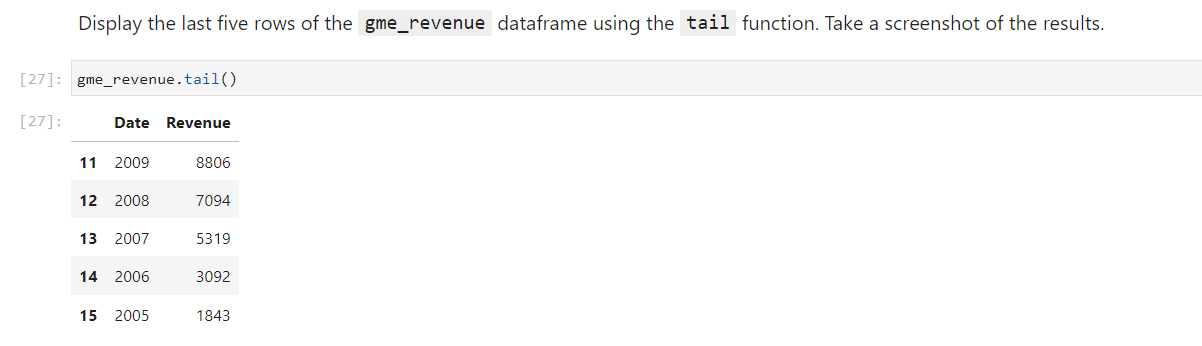 Display the last five rows of the gme_revenue dataframe using the tail function. Take a screenshot of the results.
[27]: gme_revenue.tail()
[27]: Date Revenue
11 2009 8806
12 2008 7094
13 2007 5319
14 2006 3092
15 2005 1843